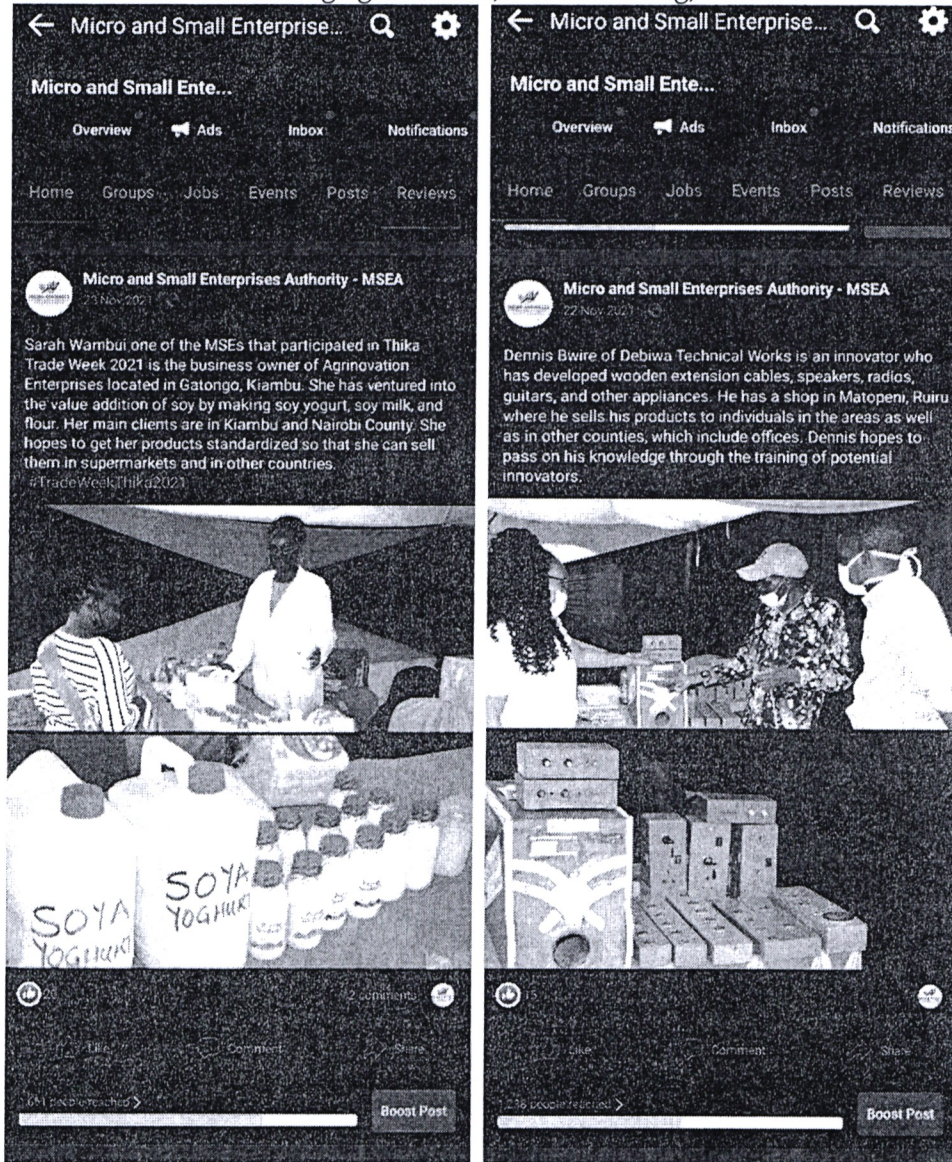 Micro and Small Enterprise...
Micro and Small Ente...
Overview Ads Inbox Notifications
Home Groups Jobs Events Posts Reviews
Micro and Small Enterprises Authority - MSEA
23 Nov 2021
Sarah Wambui one of the MSEs that participated in Thika
Trade Week 2021 is the business owner of Agrinovation
Enterprises located in Gatongo, Kiambu. She has ventured into
the value addition of soy by making soy yogurt, soy milk, and
flour. Her main clients are in Kiambu and Nairobi County. She
hopes to get her products standardized so that she can sell
them in supermarkets and in other countries.
#TradeWeekThika2021
SOYA
YOGHURT
SOYA
YOGHURT
20 2 comments
Like Comment Share
people reached
Boost Post
Micro and Small Enterprise...
Micro and Small Ente...
Overview Ads Inbox Notifications
Home Groups Jobs Events Posts Reviews
Micro and Small Enterprises Authority - MSEA
22 Nov 2021
Dennis Bwire of Debiwa Technical Works is an innovator who
has developed wooden extension cables, speakers, radios,
guitars, and other appliances. He has a shop in Matopeni, Ruiru
where he sells his products to individuals in the areas as well
as in other counties, which include offices. Dennis hopes to
pass on his knowledge through the training of potential
innovators.
15
Like Comment Share
people reached
Boost Post